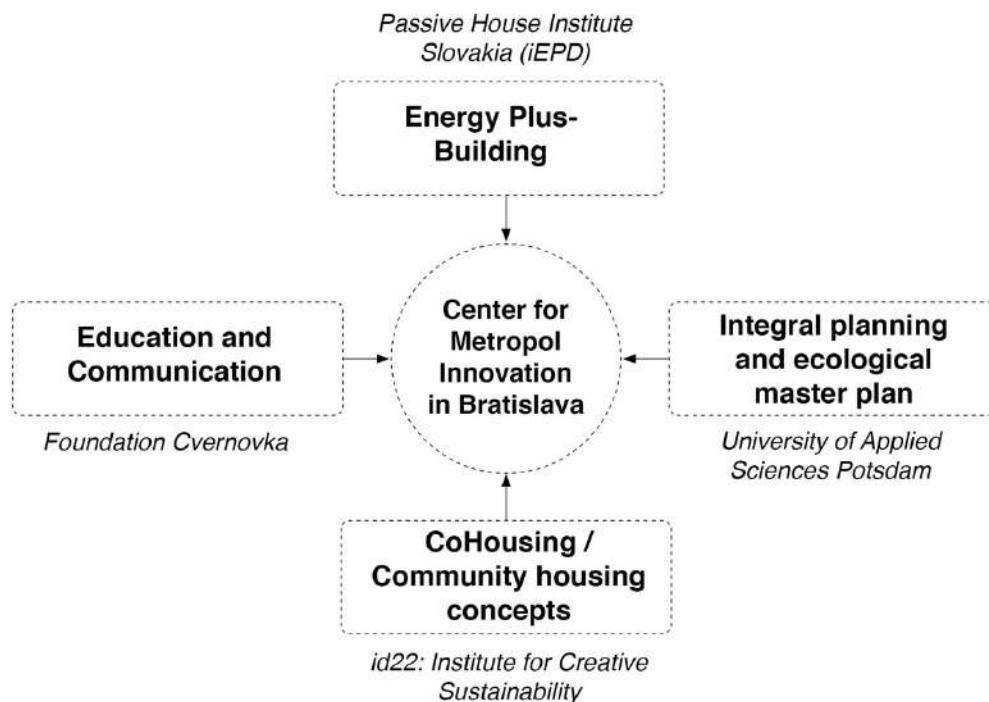 Passive House Institute
Slovakia (iEPD)
Energy Plus-
Building
Center for
Metropol
Innovation
in Bratislava
Education and
Communication
Foundation Cvernovka
Integral planning
and ecological
master plan
University of Applied
Sciences Potsdam
CoHousing /
Community housing
concepts
id22: Institute for Creative
Sustainability